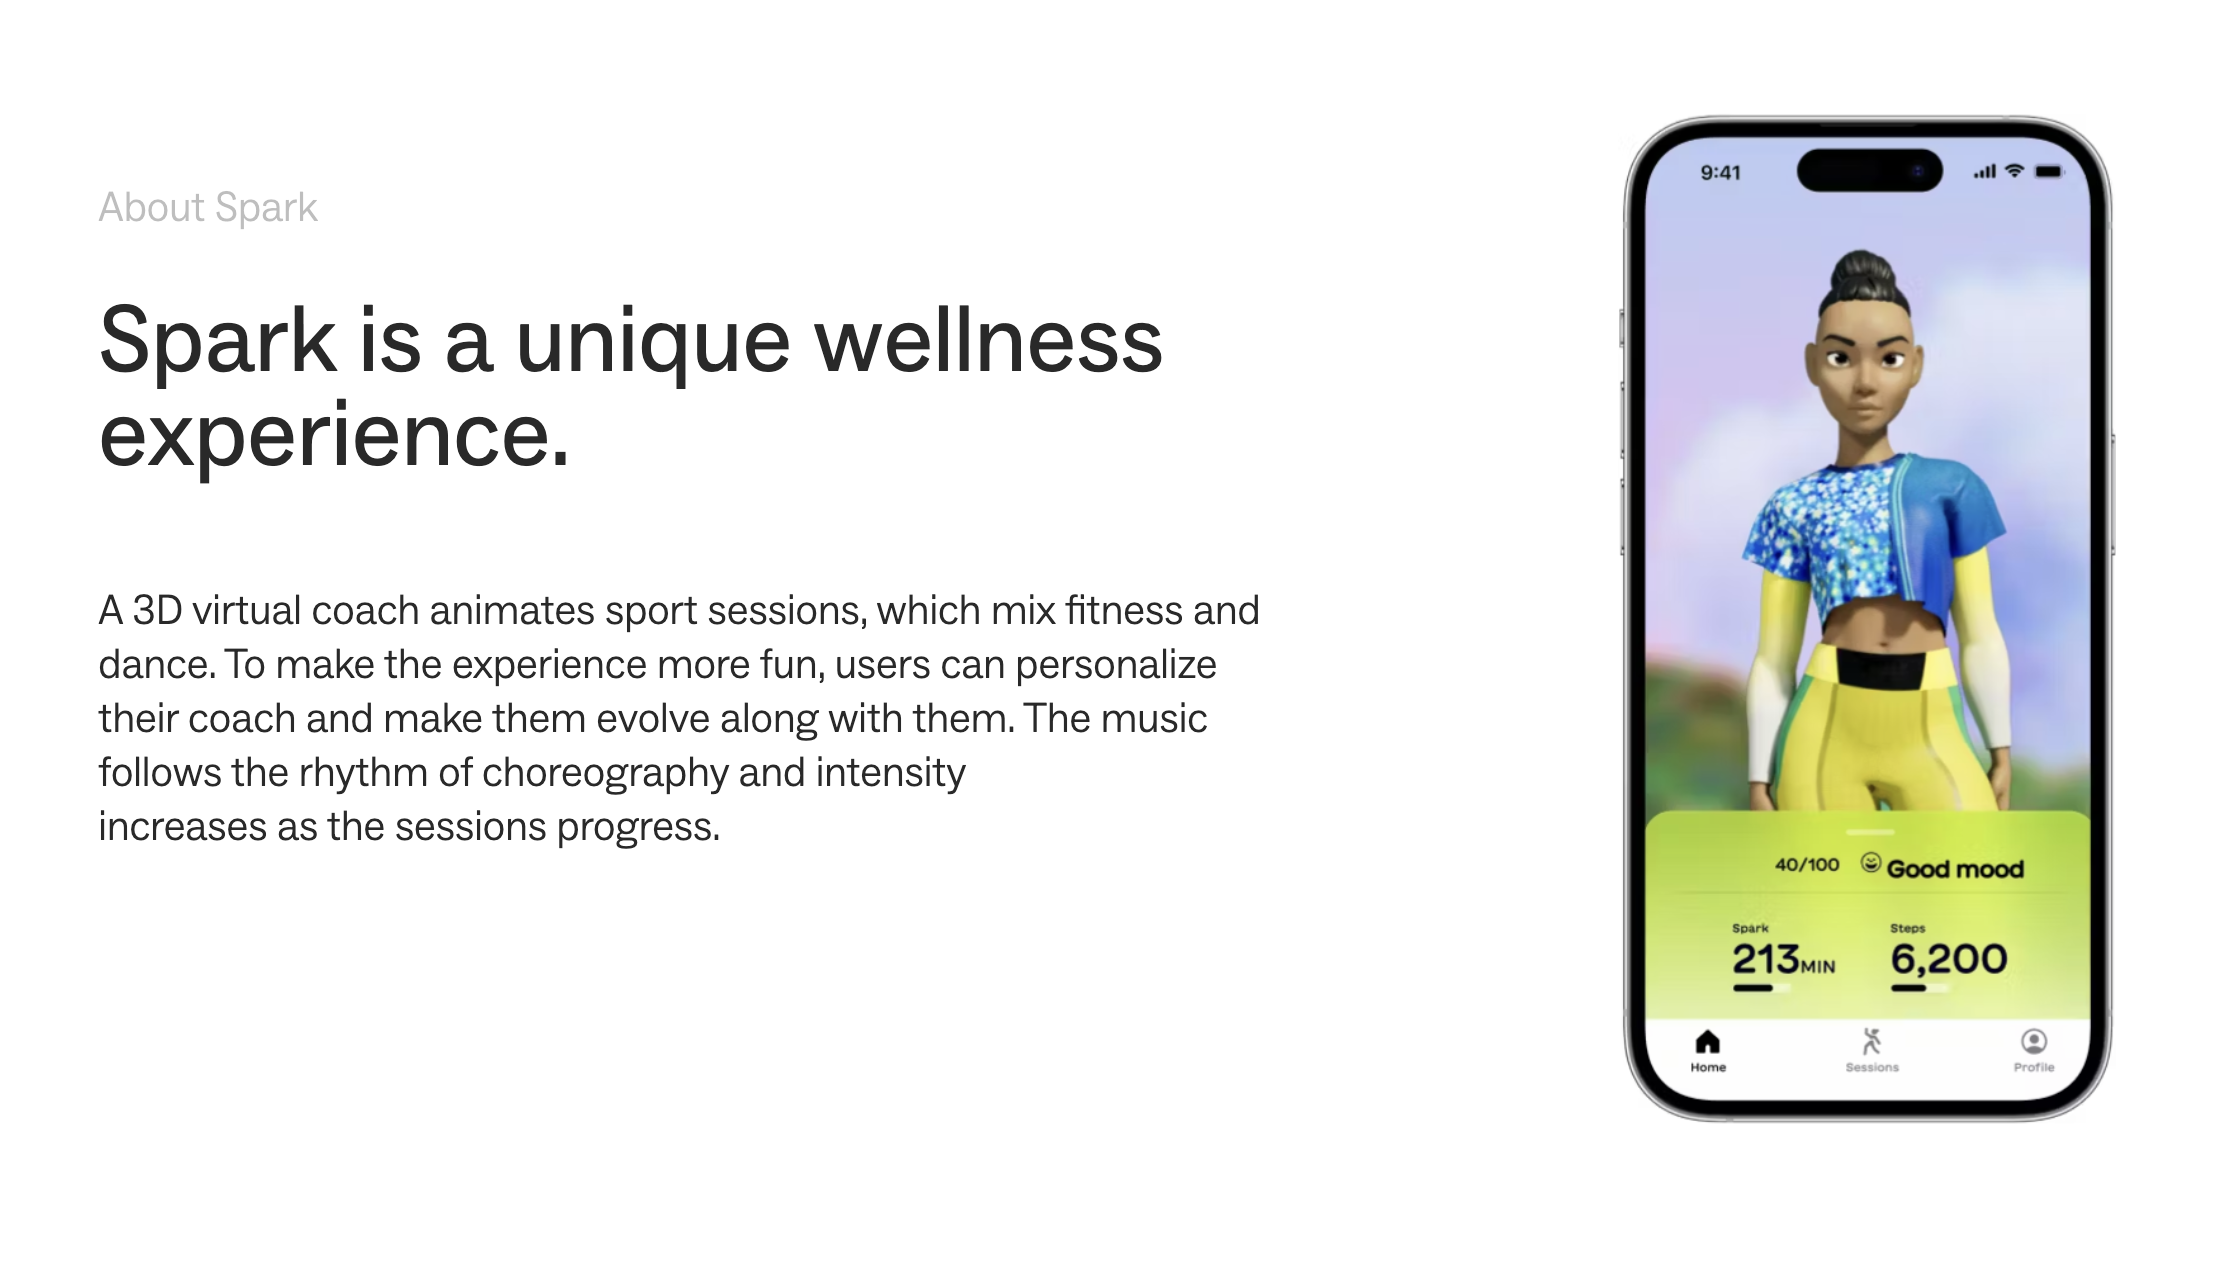 About Spark
Spark is a unique wellness
experience.
A 3D virtual coach animates sport sessions, which mix fitness and
dance. To make the experience more fun, users can personalize
their coach and make them evolve along with them. The music
follows the rhythm of choreography and intensity
increases as the sessions progress.
9:41
40/100 Good mood
Spark Steps
213MIN 6,200
Home Sessions Profile